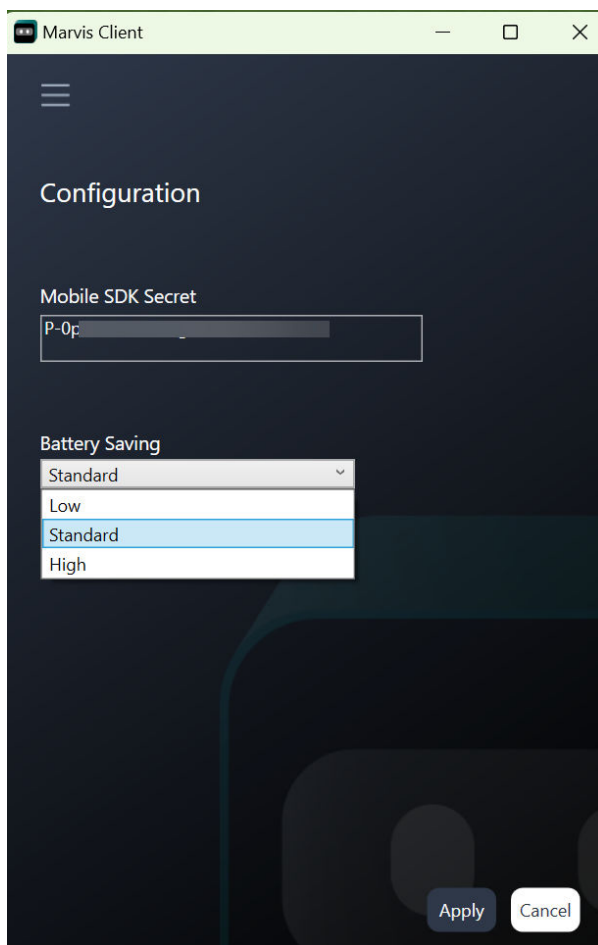 Marvis Client
Configuration
Mobile SDK Secret
P-0p
Battery Saving
Standard
Low
Standard
High
Apply
Cancel